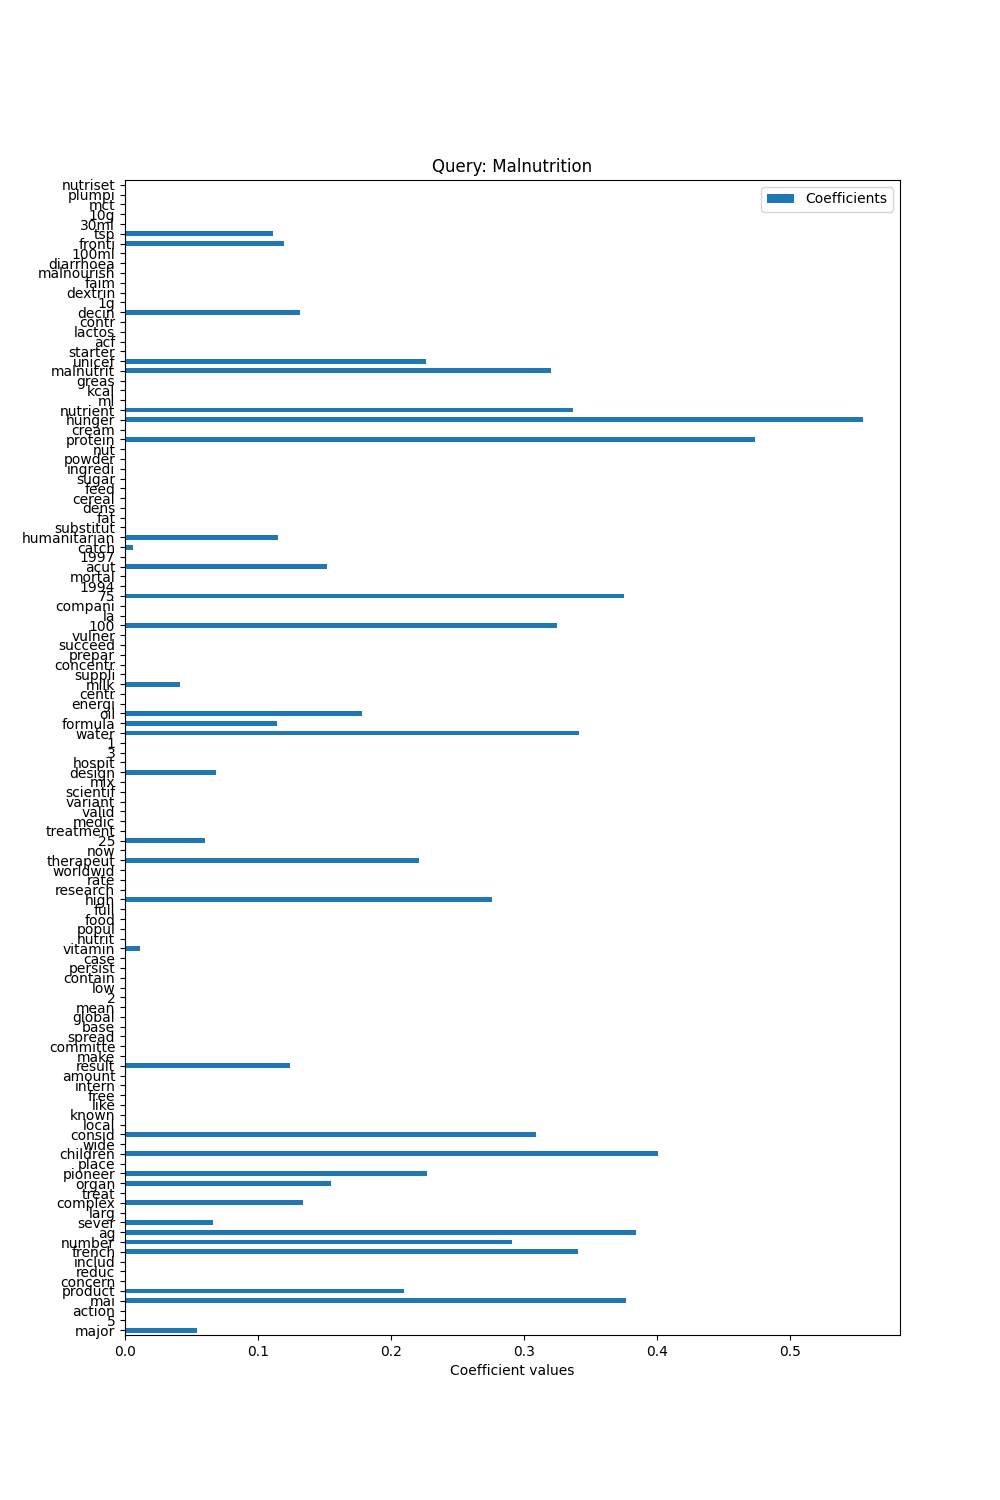 Query: Malnutrition
Coefficients
nutriset
plumpi
mct
10g
30ml
tsp
fronti
100ml
diarrhoea
malnourish
faim
dextrin
1g
decin
contr
lactos
acf
starter
unicef
malnutrit
greas
kcal
ml
nutrient
hunger
cream
protein
nut
powder
ingredi
sugar
feed
cereal
dens
fat
substitut
humanitarian
catch
1997
acut
mortal
1994
75
compani
la
100
vulner
succeed
prepar
concentr
suppli
milk
centr
energi
oil
formula
water
1
3
hospit
design
mix
scientif
variant
valid
medic
treatment
25
now
therapeut
worldwid
rate
research
high
full
food
popul
nutrit
vitamin
case
persist
contain
low
2
mean
global
base
spread
committe
make
result
amount
intern
free
like
known
local
consid
wide
children
place
pioneer
organ
treat
complex
larg
sever
ag
number
french
includ
reduc
concern
product
mai
action
5
major
0.0 0.1 0.2 0.3 0.4 0.5
Coefficient values